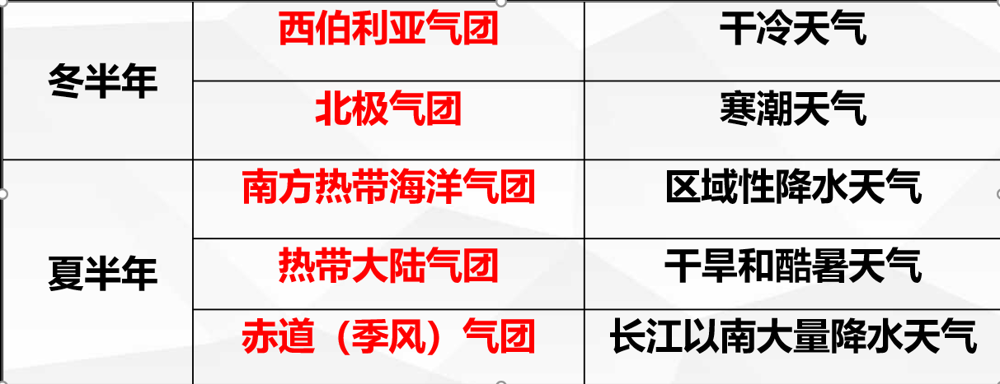 冬半年
西伯利亚气团
干冷天气
北极气团
寒潮天气
夏半年
南方热带海洋气团
区域性降水天气
热带大陆气团
干旱和酷暑天气
赤道（季风）气团
长江以南大量降水天气